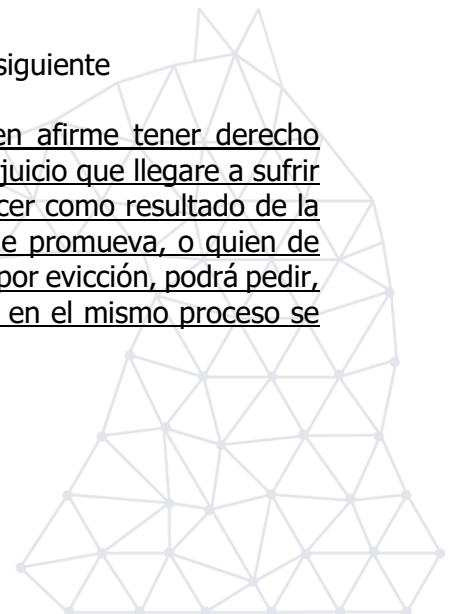 siguiente
en afirme tener derecho
juicio que llegare a sufrir
cer como resultado de la
e promueva, o quien de
por evicción, podrá pedir,
en el mismo proceso se